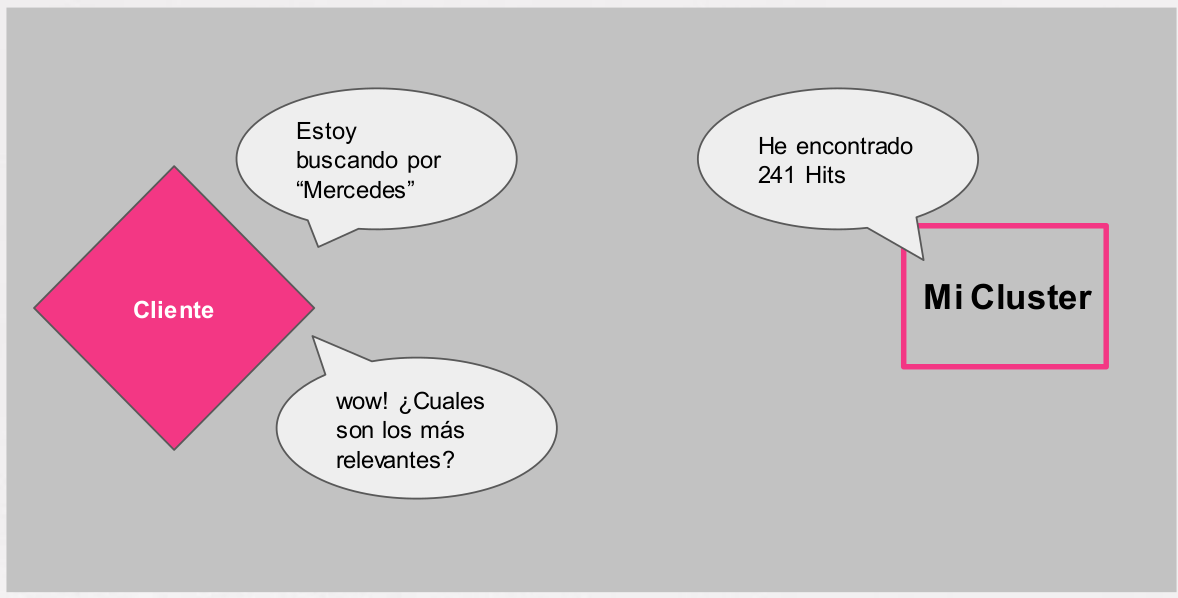 Estoy
buscando por
“Mercedes”
He encontrado
241 Hits
Cliente
Mi Cluster
wow! ¿Cuales
son los más
relevantes?